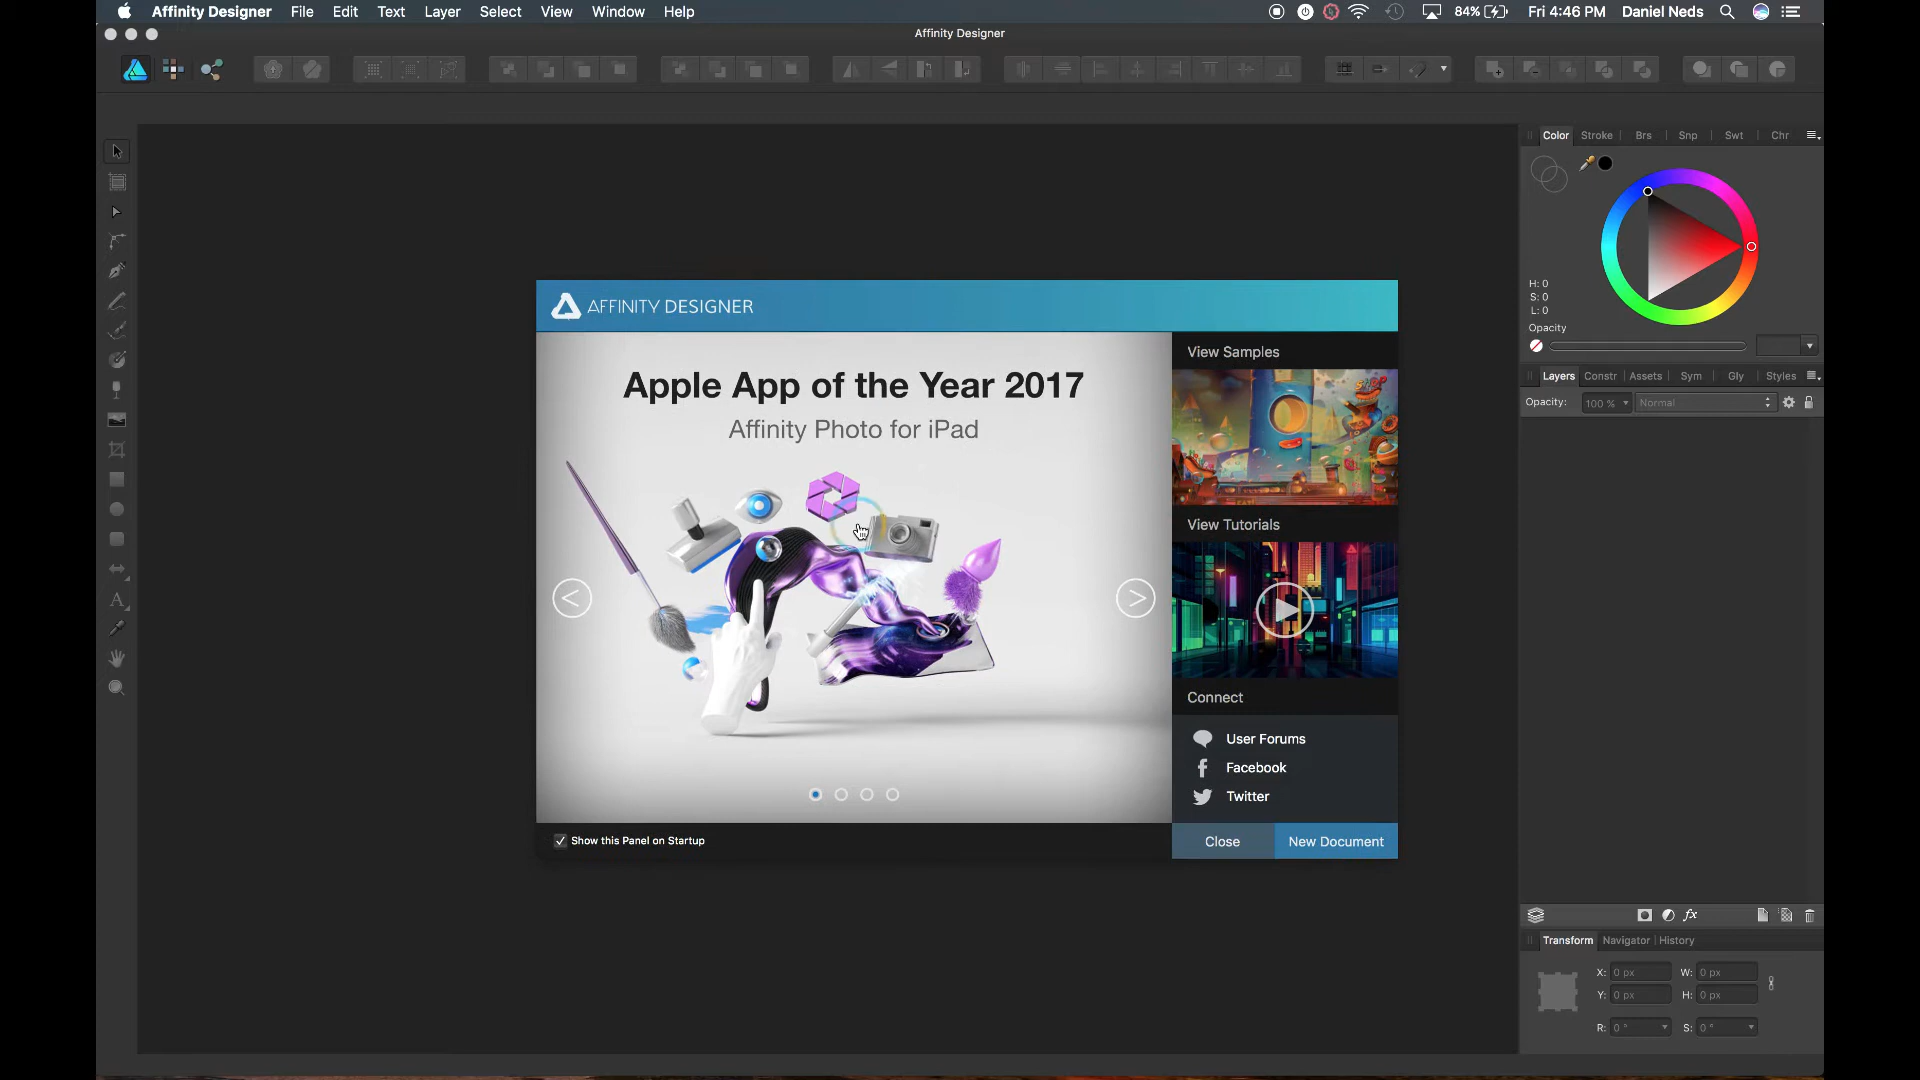 Affinity Designer File Edit Text Layer Select View Window Help 84% Fri 4:46 PM Daniel Neds
Affinity Designer
Color Stroke Brs Snp Swt Chr
H: 0
S: 0
L: 0
Opacity
Layers Constr Assets Sym Gly Styles
Opacity: 100 % Normal
AFFINITY DESIGNER
Apple App of the Year 2017
Affinity Photo for iPad
< >
View Samples
View Tutorials
Connect
User Forums
Facebook
Twitter
Show this Panel on Startup
Close New Document
fx
Transform Navigator History
X: 0 px W: 0 px
Y: 0 px H: 0 px
R: 0 ° S: 0 °
A